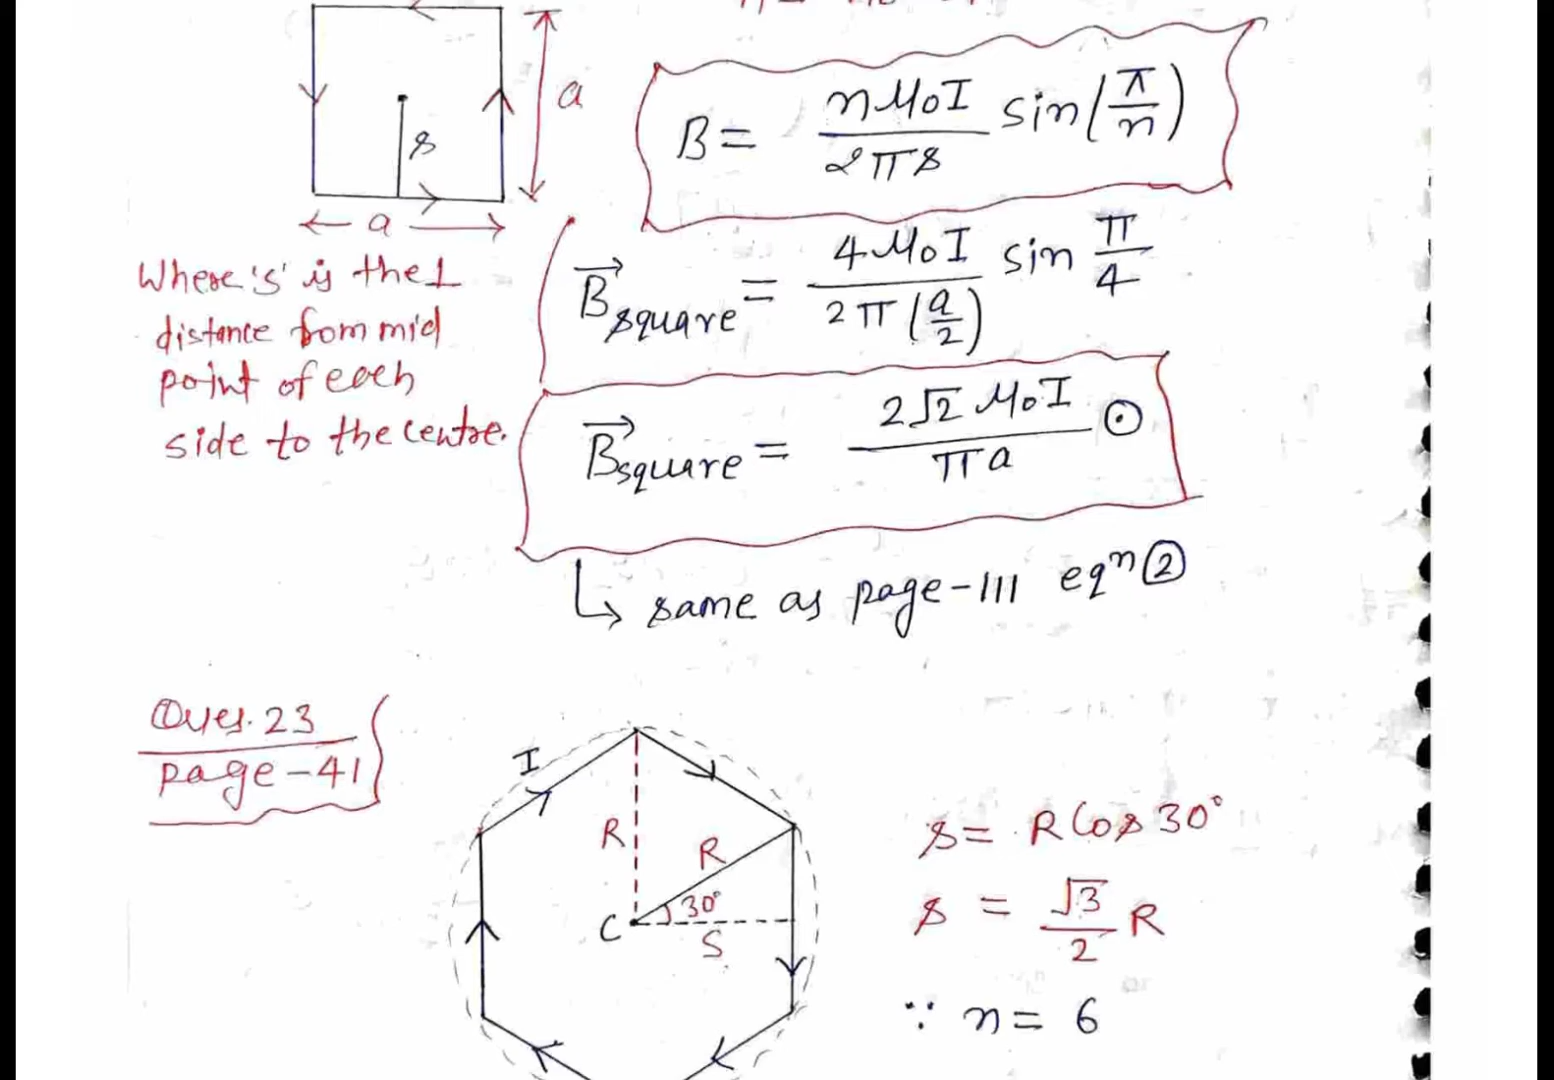 a
s
a
B = nμ₀I / 2πs sin(π/n)
Where 's' is the ⊥
distance from mid
point of each
side to the centre.
B⃗square = 4μ₀I / 2π(a/2) sin π/4
B⃗square = 2√2 μ₀I / πa ⊙
↳ same as page-111 eqⁿ②
Ques. 23
page-41
I
R
R
C
30°
S
s = R Cos 30°
s = √3/2 R
∵ n = 6